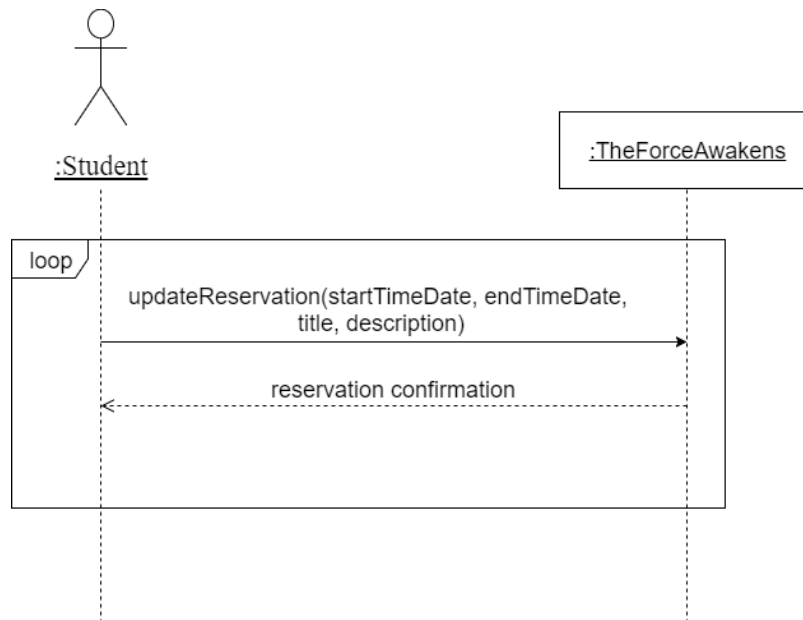 :Student
:TheForceAwakens
loop
updateReservation(startTimeDate, endTimeDate,
title, description)
reservation confirmation